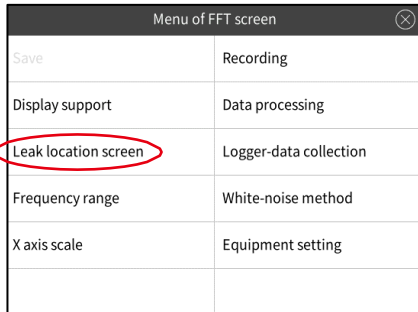 Menu of FFT screen
Save
Recording
Display support
Data processing
Leak location screen
Logger-data collection
Frequency range
White-noise method
X axis scale
Equipment setting